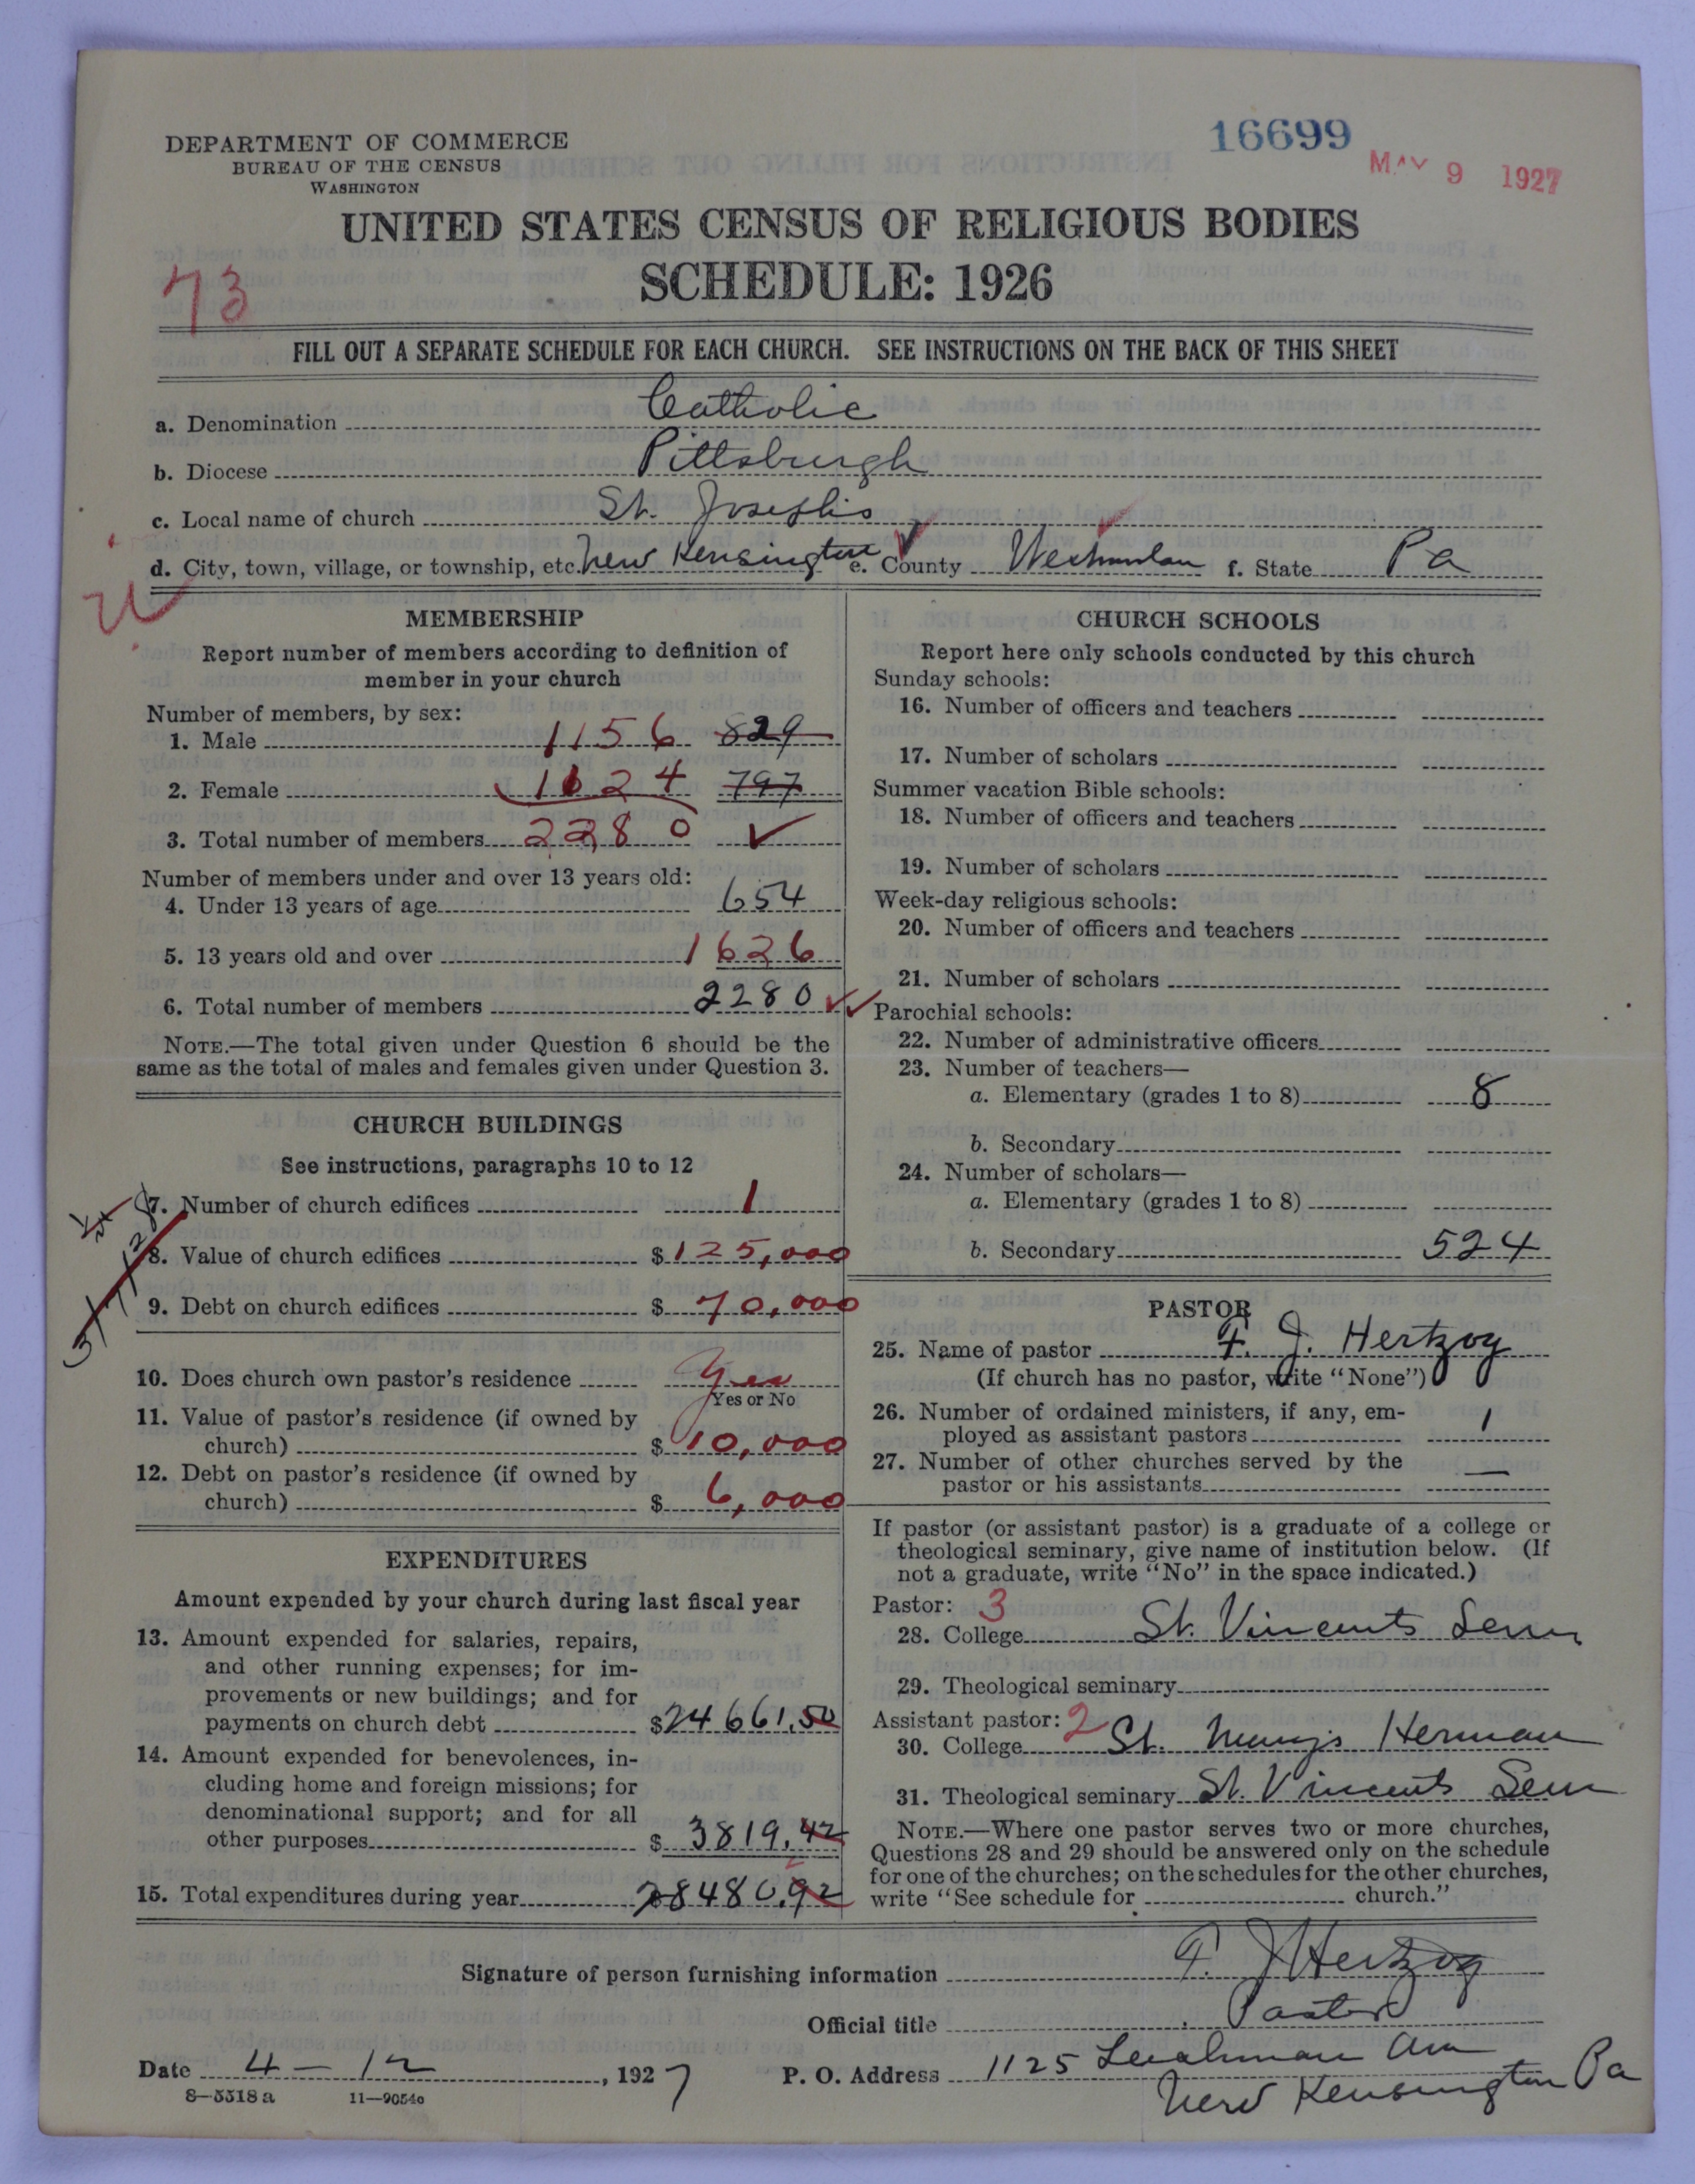 DEPARTMENT OF COMMERCE
BUREAU OF THE CENSUS
WASHINGTON
16699
MAY 9 1927
UNITED STATES CENSUS OF RELIGIOUS BODIES
SCHEDULE: 1926
73
FILL OUT A SEPARATE SCHEDULE FOR EACH CHURCH. SEE INSTRUCTIONS ON THE BACK OF THIS SHEET
a. Denomination Catholic
b. Diocese Pittsburgh
c. Local name of church St. Josephs
d. City, town, village, or township, etc. New Kensington e. County f. State Pa
MEMBERSHIP
Report number of members according to definition of
member in your church
Number of members, by sex:
1. Male 1156 829
2. Female 1124 797
3. Total number of members 2280 ✓
Number of members under and over 13 years old:
4. Under 13 years of age 654
5. 13 years old and over 1626
6. Total number of members 2280 ✓✓
NOTE.—The total given under Question 6 should be the
same as the total of males and females given under Question 3.
CHURCH BUILDINGS
See instructions, paragraphs 10 to 12
7. Number of church edifices 1
8. Value of church edifices $125,000
9. Debt on church edifices $70,000
10. Does church own pastor's residence Yes
Yes or No
11. Value of pastor's residence (if owned by
church) $10,000
12. Debt on pastor's residence (if owned by
church) $6,000
EXPENDITURES
Amount expended by your church during last fiscal year
13. Amount expended for salaries, repairs,
and other running expenses; for im-
provements or new buildings; and for
payments on church debt $24661.50
14. Amount expended for benevolences, in-
cluding home and foreign missions; for
denominational support; and for all
other purposes $3819.42
15. Total expenditures during year 28480.92
CHURCH SCHOOLS
Report here only schools conducted by this church
Sunday schools:
16. Number of officers and teachers
17. Number of scholars
Summer vacation Bible schools:
18. Number of officers and teachers
19. Number of scholars
Week-day religious schools:
20. Number of officers and teachers
21. Number of scholars
Parochial schools:
22. Number of administrative officers
23. Number of teachers—
a. Elementary (grades 1 to 8) 8
b. Secondary
24. Number of scholars—
a. Elementary (grades 1 to 8)
b. Secondary 524
PASTOR
25. Name of pastor F. J. Hertzog
(If church has no pastor, write "None")
26. Number of ordained ministers, if any, em-
ployed as assistant pastors 1
27. Number of other churches served by the
pastor or his assistants —
If pastor (or assistant pastor) is a graduate of a college or
theological seminary, give name of institution below. (If
not a graduate, write "No" in the space indicated.)
Pastor: 3
28. College St. Vincents Sem
29. Theological seminary
Assistant pastor: 2
30. College St. Marys Herman
31. Theological seminary St. Vincents Sem
NOTE.—Where one pastor serves two or more churches,
Questions 28 and 29 should be answered only on the schedule
for one of the churches; on the schedules for the other churches,
write "See schedule for church."
Signature of person furnishing information F. J. Hertzog
Official title Pastor
Date 4 — 12, 1927 P. O. Address 1125 Ave
New Kensington Pa
8—5518 a 11—9054c